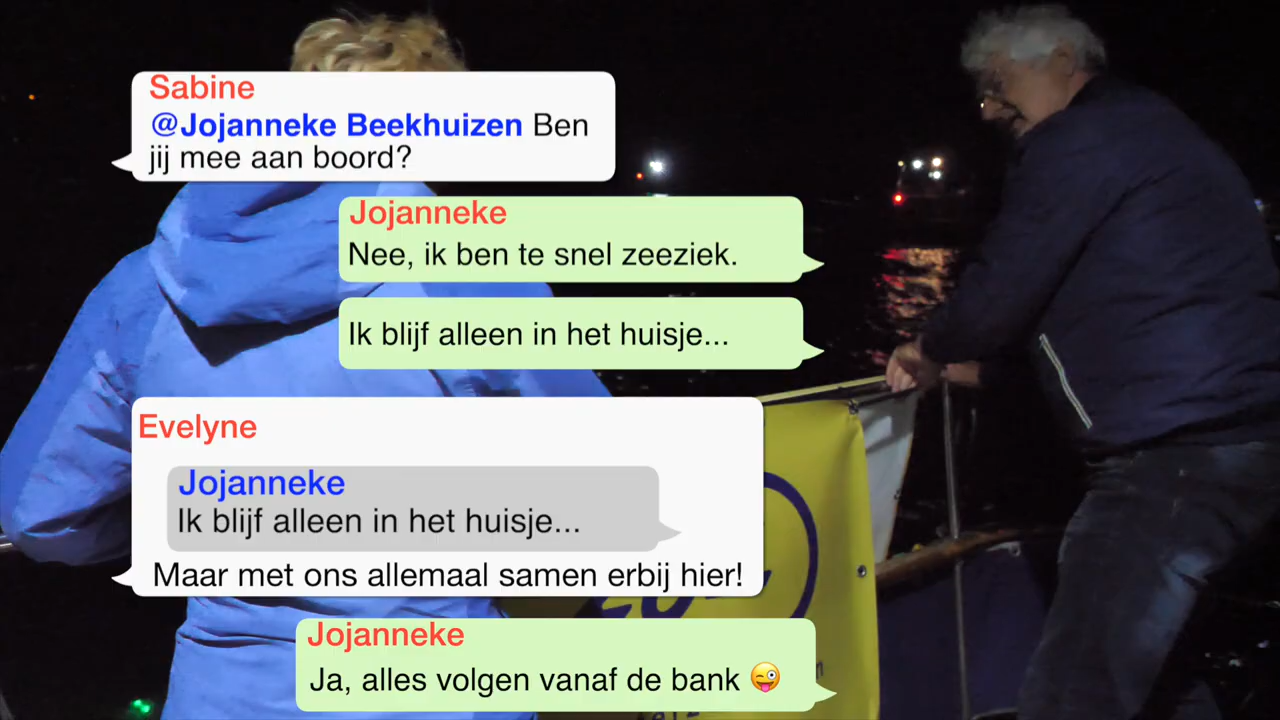 Sabine
@Jojanneke Beekhuizen Ben
jij mee aan boord?
Jojanneke
Nee, ik ben te snel zeeziek.
Ik blijf alleen in het huisje...
Evelyne
Jojanneke
Ik blijf alleen in het huisje...
Maar met ons allemaal samen erbij hier!
Jojanneke
Ja, alles volgen vanaf de bank 😜